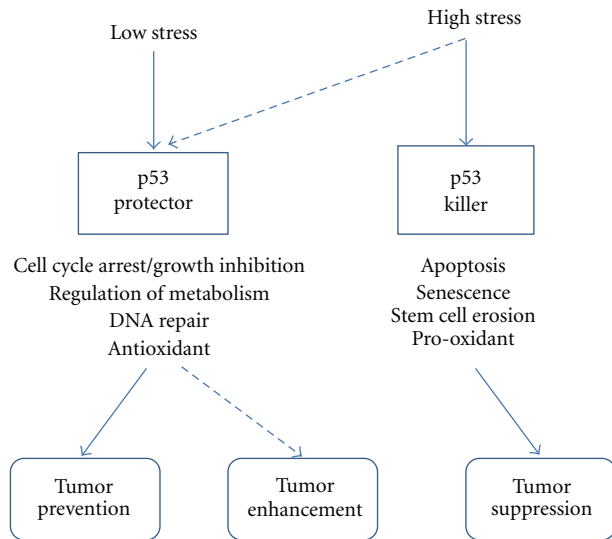 Low stress
High stress
p53
protector
p53
killer
Cell cycle arrest/growth inhibition
Regulation of metabolism
DNA repair
Antioxidant
Apoptosis
Senescence
Stem cell erosion
Pro-oxidant
Tumor
prevention
Tumor
enhancement
Tumor
suppression